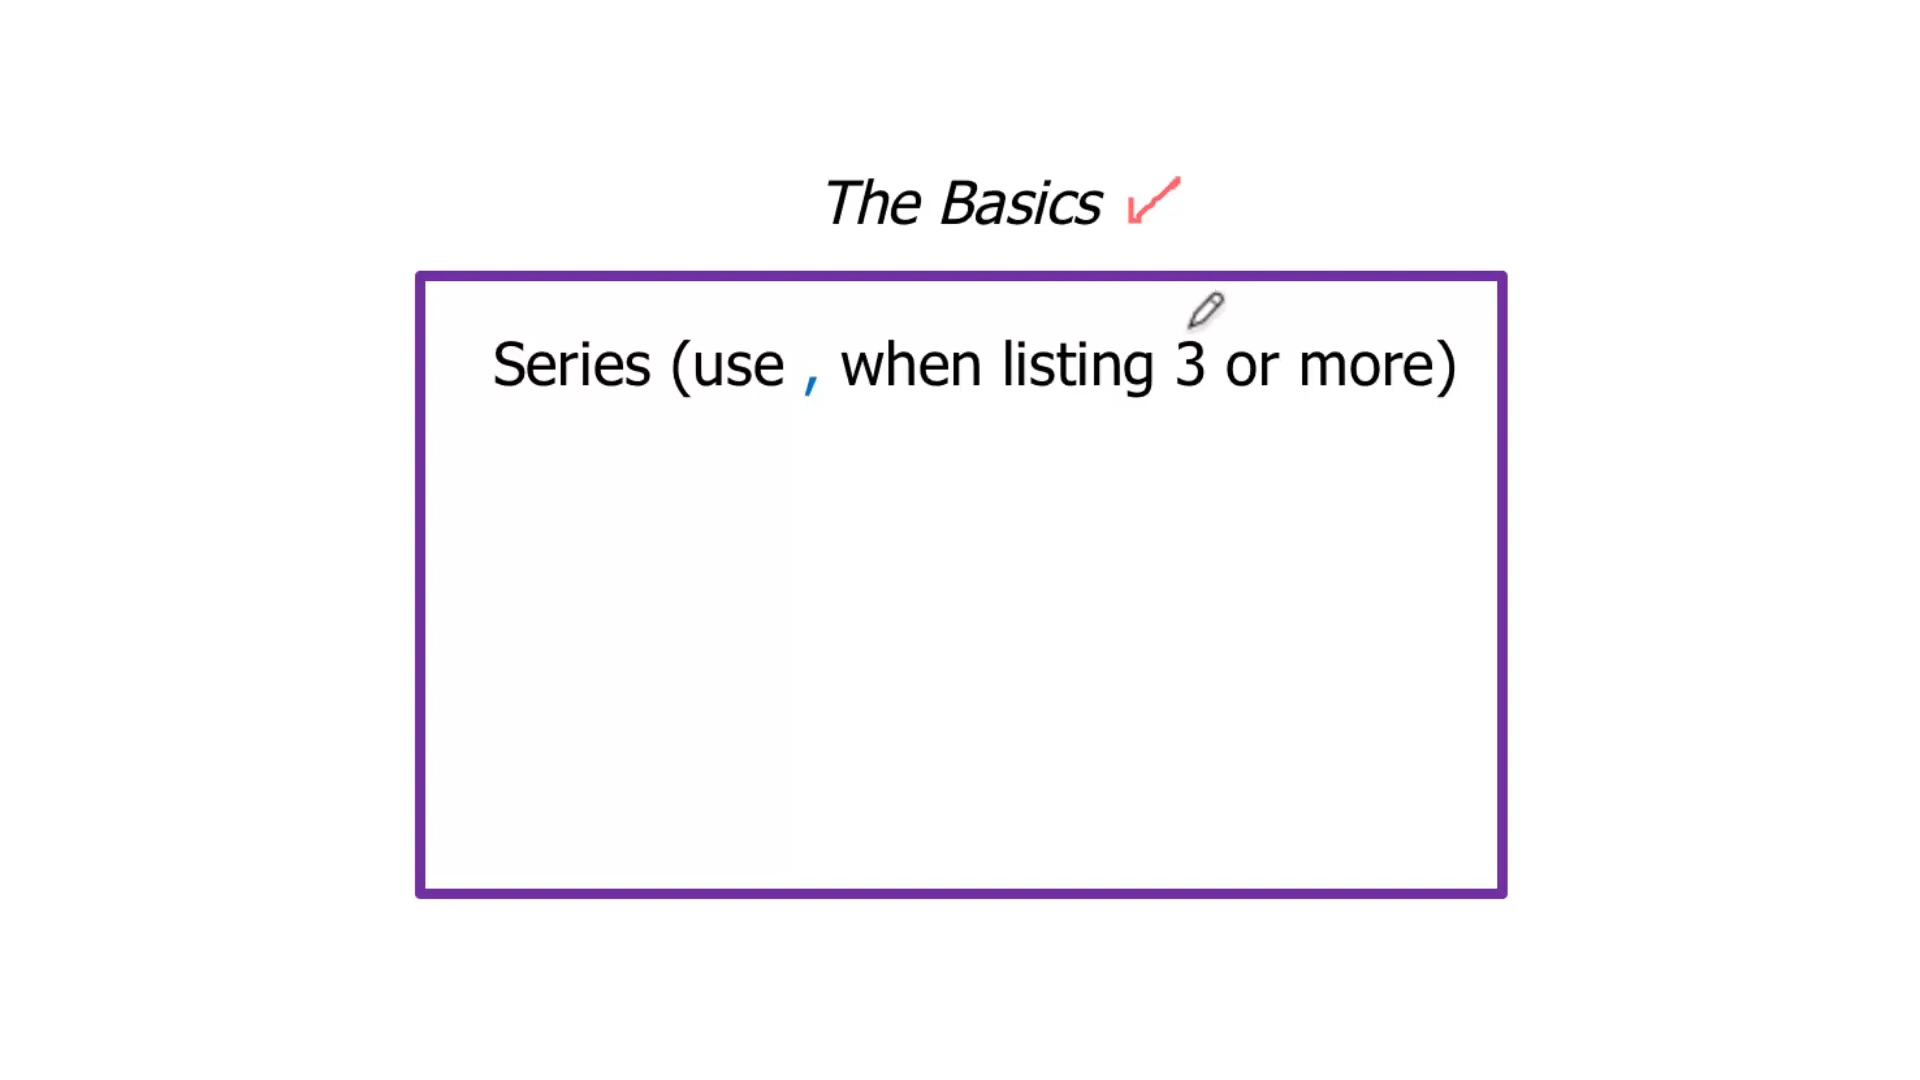 The Basics
Series (use , when listing 3 or more)